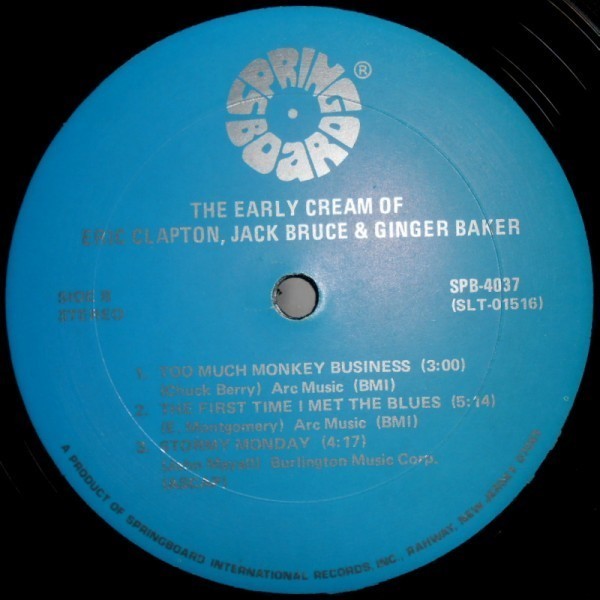 SPRINGBOARD ®
THE EARLY CREAM OF
ERIC CLAPTON, JACK BRUCE & GINGER BAKER
SIDE
STEREO
SPB-4037
(SLT-01516)
1. TOO MUCH MONKEY BUSINESS (3:00)
(Chuck Berry) Arc Music (BMI)
2. THE FIRST TIME I MET THE BLUES (5:14)
(E. Montgomery) Arc Music (BMI)
3. STORMY MONDAY (4:17)
(John Mayall) Burlington Music Corp.
(ASCAP)
A PRODUCT OF SPRINGBOARD INTERNATIONAL RECORDS, INC., RAHWAY, NEW JERSEY